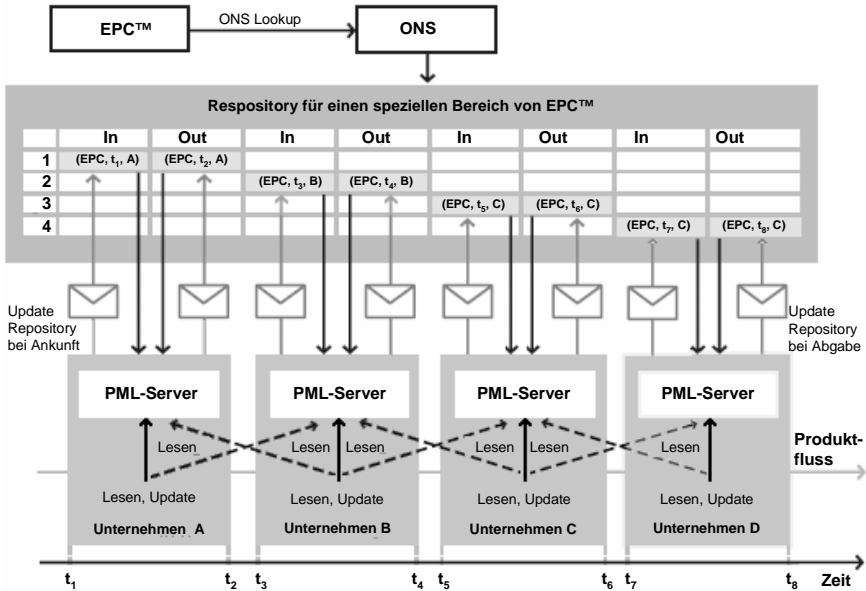 EPC™
ONS Lookup
ONS
Respository für einen speziellen Bereich von EPC™
In Out In Out In Out In Out
1 (EPC, t1, A) (EPC, t2, A)
2 (EPC, t3, B) (EPC, t4, B)
3 (EPC, t5, C) (EPC, t6, C)
4 (EPC, t7, C) (EPC, t8, C)
Update
Repository
bei Ankunft
Update
Repository
bei Abgabe
PML-Server PML-Server PML-Server PML-Server
Lesen Lesen Lesen Lesen Lesen Lesen
Produkt-
fluss
Lesen, Update Lesen, Update Lesen, Update Lesen, Update
Unternehmen A Unternehmen B Unternehmen C Unternehmen D
t1 t2 t3 t4 t5 t6 t7 t8 Zeit